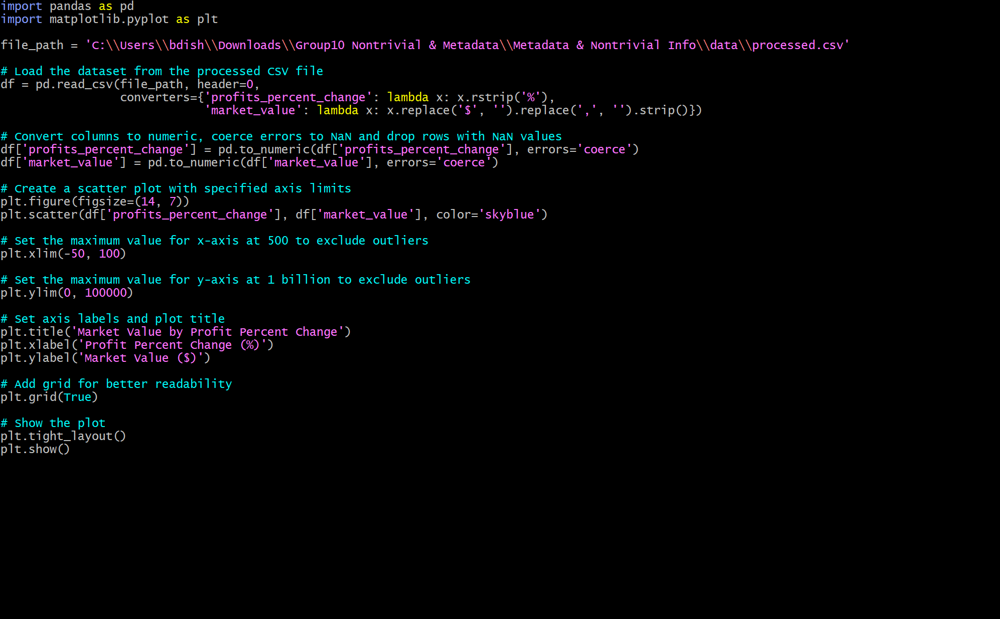 import pandas as pd
import matplotlib.pyplot as plt

file_path = 'C:\\Users\\bdish\\Downloads\\Group10 Nontrivial & Metadata\\Metadata & Nontrivial Info\\data\\processed.csv'

# Load the dataset from the processed CSV file
df = pd.read_csv(file_path, header=0,
                 converters={'profits_percent_change': lambda x: x.rstrip('%'),
                             'market_value': lambda x: x.replace('$', '').replace(',', '').strip()})

# Convert columns to numeric, coerce errors to NaN and drop rows with NaN values
df['profits_percent_change'] = pd.to_numeric(df['profits_percent_change'], errors='coerce')
df['market_value'] = pd.to_numeric(df['market_value'], errors='coerce')

# Create a scatter plot with specified axis limits
plt.figure(figsize=(14, 7))
plt.scatter(df['profits_percent_change'], df['market_value'], color='skyblue')

# Set the maximum value for x-axis at 500 to exclude outliers
plt.xlim(-50, 100)

# Set the maximum value for y-axis at 1 billion to exclude outliers
plt.ylim(0, 100000)

# Set axis labels and plot title
plt.title('Market Value by Profit Percent Change')
plt.xlabel('Profit Percent Change (%)')
plt.ylabel('Market Value ($)')

# Add grid for better readability
plt.grid(True)

# Show the plot
plt.tight_layout()
plt.show()